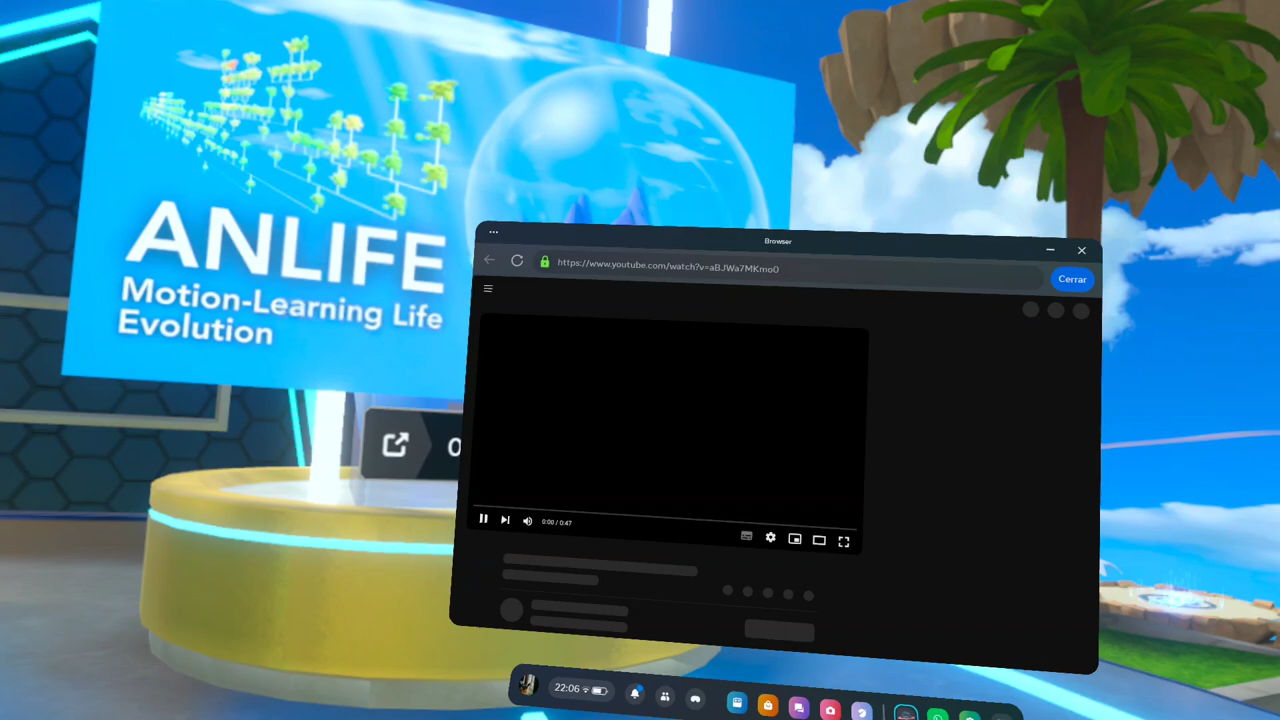 ANLIFE
Motion-Learning Life
Evolution
Browser
https://www.youtube.com/watch?v=aBJWa7MKmo0
Cerrar
0
0:00 / 0:47
22:06